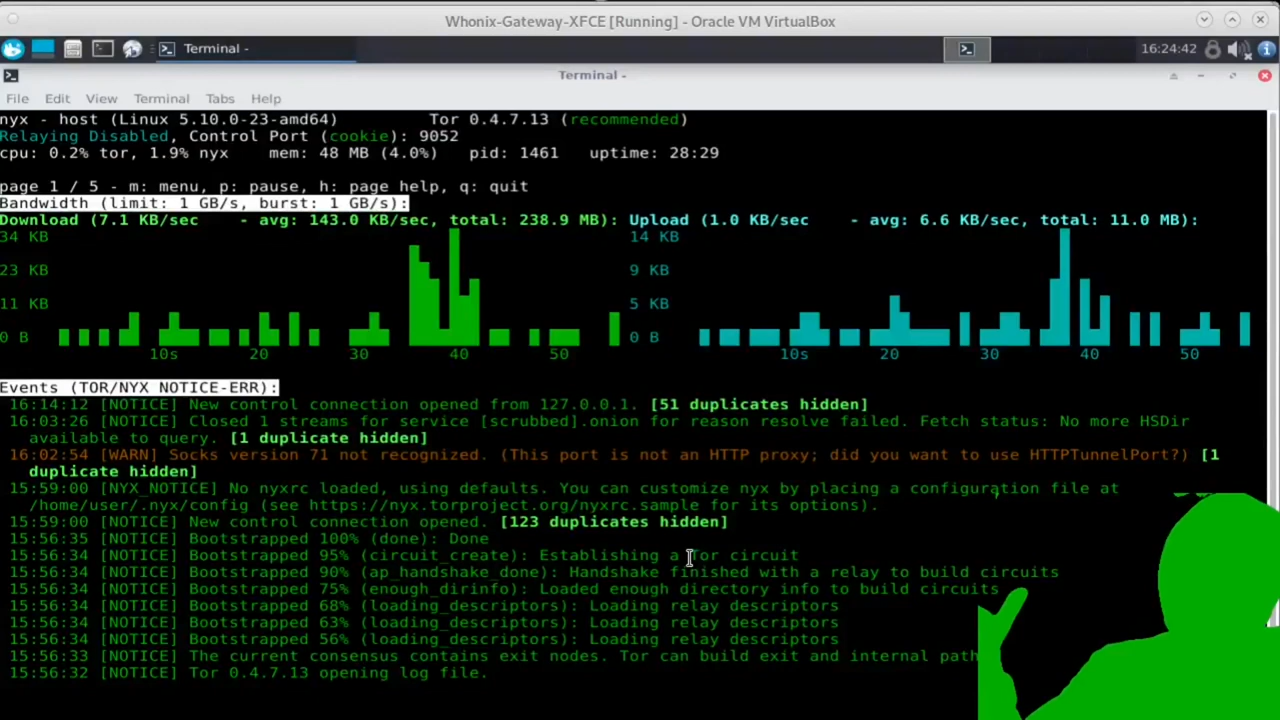 Whonix-Gateway-XFCE [Running] - Oracle VM VirtualBox
Terminal -
16:24:42
Terminal -
File Edit View Terminal Tabs Help
nyx - host (Linux 5.10.0-23-amd64) Tor 0.4.7.13 (recommended)
Relaying Disabled, Control Port (cookie): 9052
cpu: 0.2% tor, 1.9% nyx mem: 48 MB (4.0%) pid: 1461 uptime: 28:29
page 1 / 5 - m: menu, p: pause, h: page help, q: quit
Bandwidth (limit: 1 GB/s, burst: 1 GB/s):
Download (7.1 KB/sec - avg: 143.0 KB/sec, total: 238.9 MB): Upload (1.0 KB/sec - avg: 6.6 KB/sec, total: 11.0 MB):
34 KB 14 KB
23 KB 9 KB
11 KB 5 KB
0 B 0 B
10s 20 30 40 50 10s 20 30 40 50
Events (TOR/NYX NOTICE-ERR):
16:14:12 [NOTICE] New control connection opened from 127.0.0.1. [51 duplicates hidden]
16:03:26 [NOTICE] Closed 1 streams for service [scrubbed].onion for reason resolve failed. Fetch status: No more HSDir
available to query. [1 duplicate hidden]
16:02:54 [WARN] Socks version 71 not recognized. (This port is not an HTTP proxy; did you want to use HTTPTunnelPort?) [1
duplicate hidden]
15:59:00 [NYX_NOTICE] No nyxrc loaded, using defaults. You can customize nyx by placing a configuration file at
/home/user/.nyx/config (see https://nyx.torproject.org/nyxrc.sample for its options).
15:59:00 [NOTICE] New control connection opened. [123 duplicates hidden]
15:56:35 [NOTICE] Bootstrapped 100% (done): Done
15:56:34 [NOTICE] Bootstrapped 95% (circuit_create): Establishing a Tor circuit
15:56:34 [NOTICE] Bootstrapped 90% (ap_handshake_done): Handshake finished with a relay to build circuits
15:56:34 [NOTICE] Bootstrapped 75% (enough_dirinfo): Loaded enough directory info to build circuits
15:56:34 [NOTICE] Bootstrapped 68% (loading_descriptors): Loading relay descriptors
15:56:34 [NOTICE] Bootstrapped 63% (loading_descriptors): Loading relay descriptors
15:56:34 [NOTICE] Bootstrapped 56% (loading_descriptors): Loading relay descriptors
15:56:33 [NOTICE] The current consensus contains exit nodes. Tor can build exit and internal path
15:56:32 [NOTICE] Tor 0.4.7.13 opening log file.